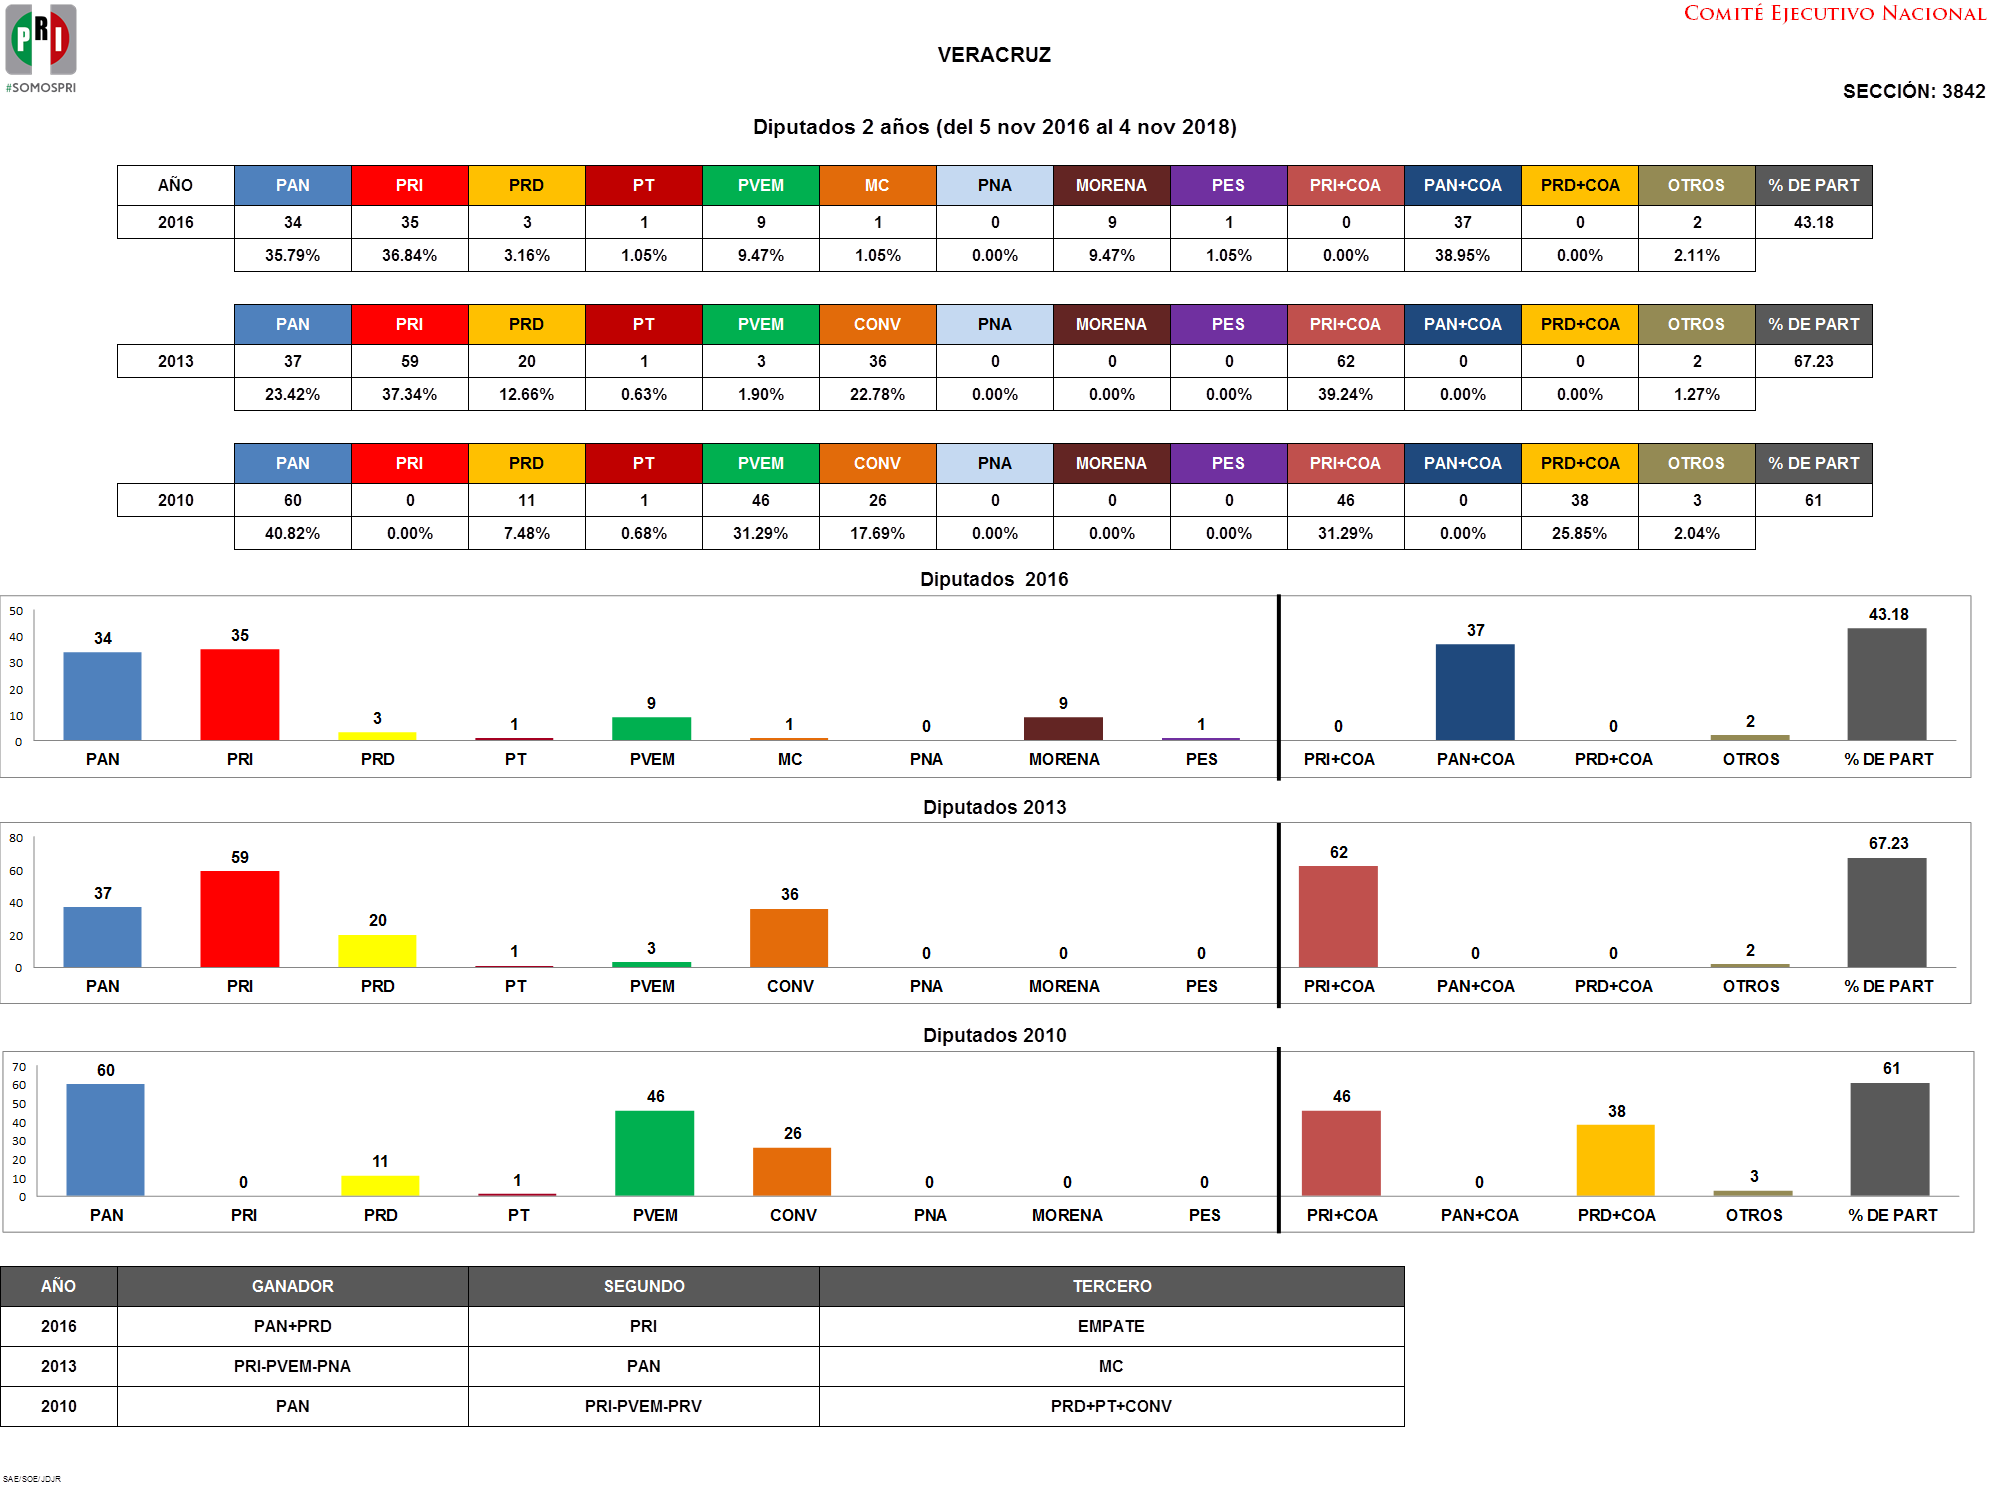 PRI
#SOMOSPRI
COMITÉ EJECUTIVO NACIONAL
VERACRUZ
SECCIÓN: 3842
Diputados 2 años (del 5 nov 2016 al 4 nov 2018)
AÑO PAN PRI PRD PT PVEM MC PNA MORENA PES PRI+COA PAN+COA PRD+COA OTROS % DE PART
2016 34 35 3 1 9 1 0 9 1 0 37 0 2 43.18
35.79% 36.84% 3.16% 1.05% 9.47% 1.05% 0.00% 9.47% 1.05% 0.00% 38.95% 0.00% 2.11%
PAN PRI PRD PT PVEM CONV PNA MORENA PES PRI+COA PAN+COA PRD+COA OTROS % DE PART
2013 37 59 20 1 3 36 0 0 0 62 0 0 2 67.23
23.42% 37.34% 12.66% 0.63% 1.90% 22.78% 0.00% 0.00% 0.00% 39.24% 0.00% 0.00% 1.27%
PAN PRI PRD PT PVEM CONV PNA MORENA PES PRI+COA PAN+COA PRD+COA OTROS % DE PART
2010 60 0 11 1 46 26 0 0 0 46 0 38 3 61
40.82% 0.00% 7.48% 0.68% 31.29% 17.69% 0.00% 0.00% 0.00% 31.29% 0.00% 25.85% 2.04%
Diputados 2016
50
40
30
20
10
0
34 35 3 1 9 1 0 9 1 0 37 0 2 43.18
PAN PRI PRD PT PVEM MC PNA MORENA PES PRI+COA PAN+COA PRD+COA OTROS % DE PART
Diputados 2013
80
60
40
20
0
37 59 20 1 3 36 0 0 0 62 0 0 2 67.23
PAN PRI PRD PT PVEM CONV PNA MORENA PES PRI+COA PAN+COA PRD+COA OTROS % DE PART
Diputados 2010
70
60
50
40
30
20
10
0
60 0 11 1 46 26 0 0 0 46 0 38 3 61
PAN PRI PRD PT PVEM CONV PNA MORENA PES PRI+COA PAN+COA PRD+COA OTROS % DE PART
AÑO GANADOR SEGUNDO TERCERO
2016 PAN+PRD PRI EMPATE
2013 PRI-PVEM-PNA PAN MC
2010 PAN PRI-PVEM-PRV PRD+PT+CONV
SAE/SOE/JDJR